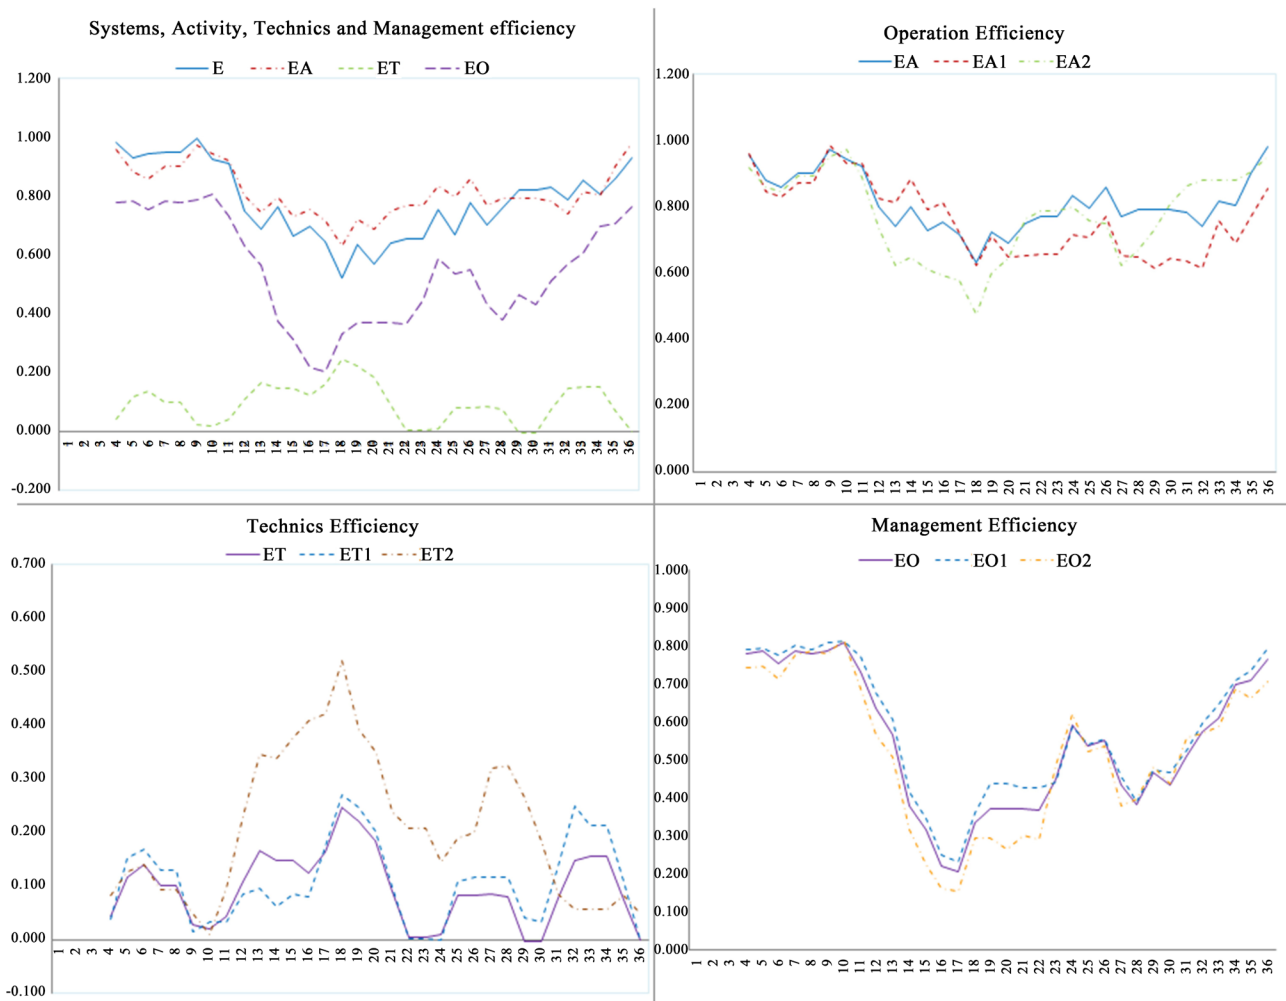 Systems, Activity, Technics and Management efficiency
E EA ET EO
1.200
1.000
0.800
0.600
0.400
0.200
0.000
-0.200
1 2 3 4 5 6 7 8 9 10 11 12 13 14 15 16 17 18 19 20 21 22 23 24 25 26 27 28 29 30 31 32 33 34 35 36
Operation Efficiency
EA EA1 EA2
1.200
1.000
0.800
0.600
0.400
0.200
0.000
1 2 3 4 5 6 7 8 9 10 11 12 13 14 15 16 17 18 19 20 21 22 23 24 25 26 27 28 29 30 31 32 33 34 35 36
Technics Efficiency
ET ET1 ET2
0.700
0.600
0.500
0.400
0.300
0.200
0.100
0.000
-0.100
1 2 3 4 5 6 7 8 9 10 11 12 13 14 15 16 17 18 19 20 21 22 23 24 25 26 27 28 29 30 31 32 33 34 35 36
Management Efficiency
EO EO1 EO2
1.000
0.900
0.800
0.700
0.600
0.500
0.400
0.300
0.200
0.100
0.000
1 2 3 4 5 6 7 8 9 10 11 12 13 14 15 16 17 18 19 20 21 22 23 24 25 26 27 28 29 30 31 32 33 34 35 36